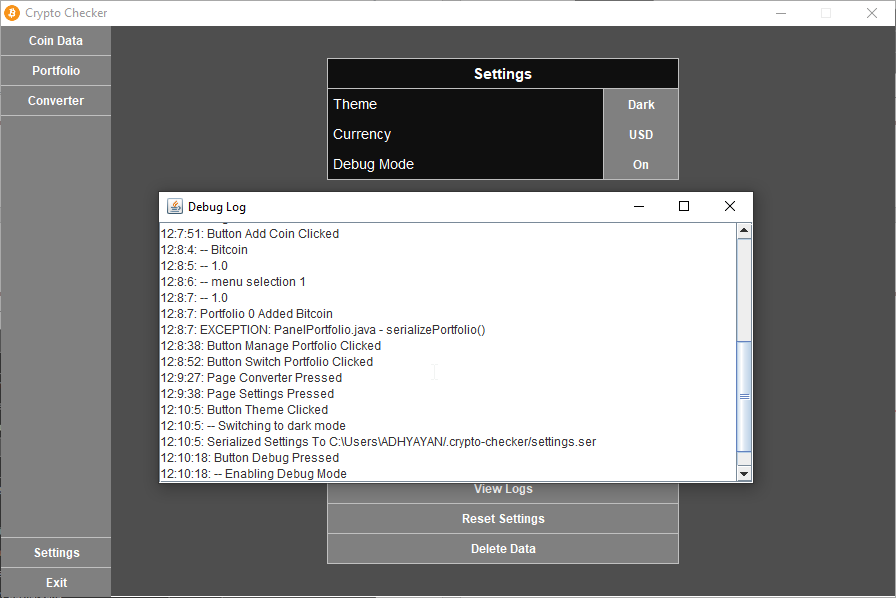 Crypto Checker
Coin Data
Portfolio
Converter
Settings
Theme
Dark
Currency
USD
Debug Mode
On
Debug Log
12:7:51: Button Add Coin Clicked
12:8:4: -- Bitcoin
12:8:5: -- 1.0
12:8:6: -- menu selection 1
12:8:7: -- 1.0
12:8:7: Portfolio 0 Added Bitcoin
12:8:7: EXCEPTION: PanelPortfolio.java - serializePortfolio()
12:8:38: Button Manage Portfolio Clicked
12:8:52: Button Switch Portfolio Clicked
12:9:27: Page Converter Pressed
12:9:38: Page Settings Pressed
12:10:5: Button Theme Clicked
12:10:5: -- Switching to dark mode
12:10:5: Serialized Settings To C:\Users\ADHYAYAN/.crypto-checker/settings.ser
12:10:18: Button Debug Pressed
12:10:18: -- Enabling Debug Mode
View Logs
Reset Settings
Delete Data
Settings
Exit